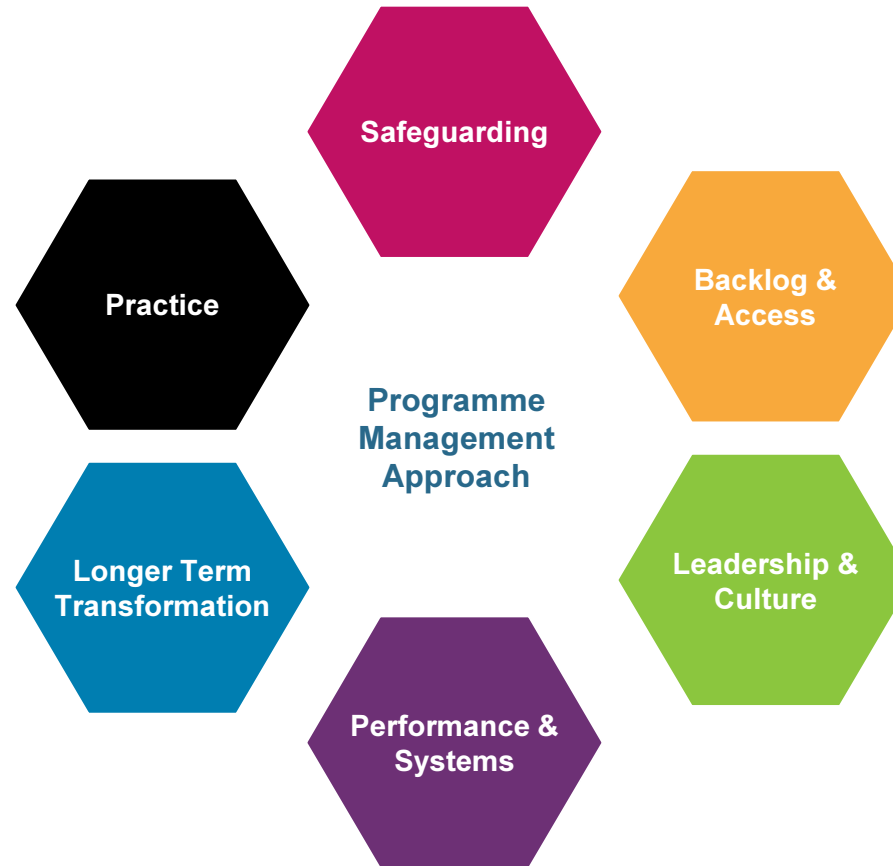 Safeguarding
Backlog &
Access
Practice
Programme
Management
Approach
Leadership &
Culture
Longer Term
Transformation
Performance &
Systems